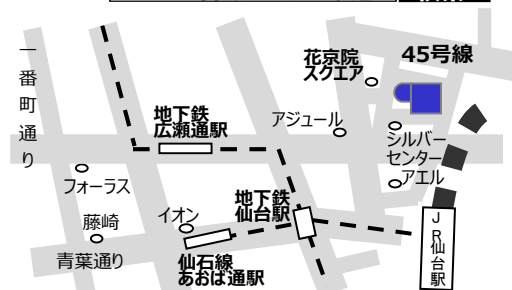 一番町通り
花京院
スクエア
45号線
地下鉄
広瀬通駅
アジュール
シルバー
センター
アエル
フォーラス
地下鉄
仙台駅
藤崎
イオン
青葉通り
仙石線
あおば通駅
JR仙台駅